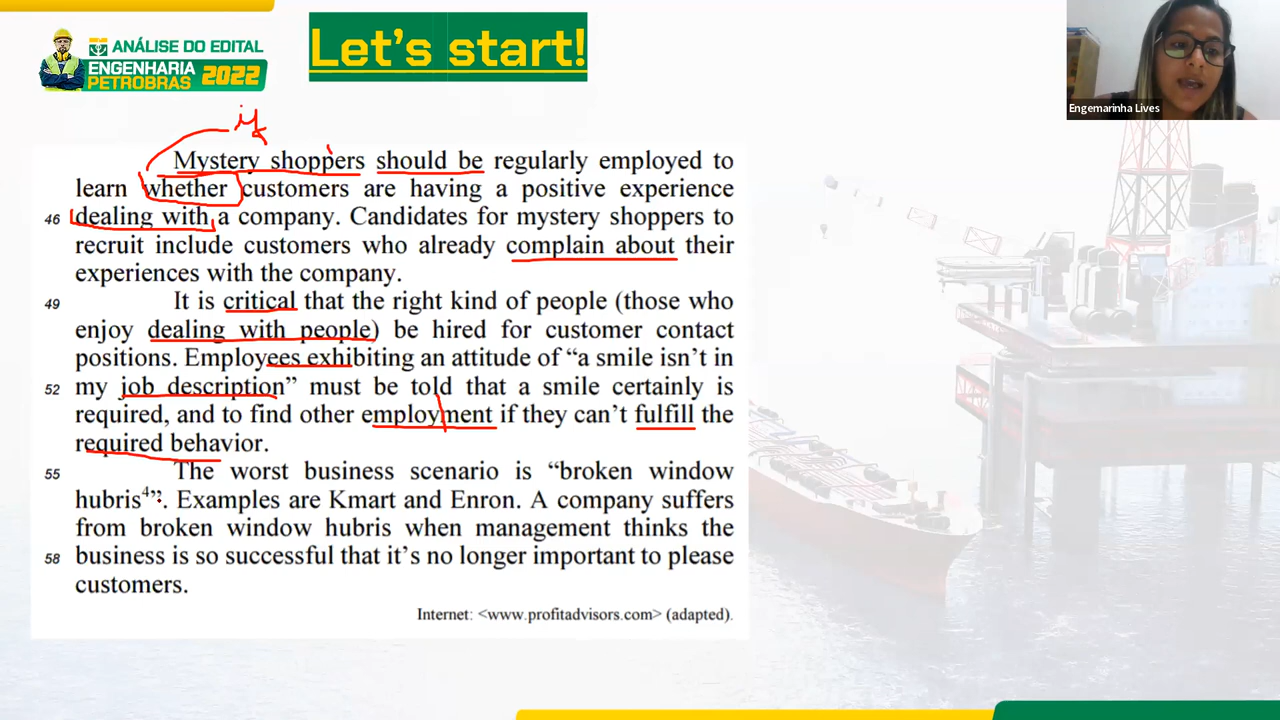 ANÁLISE DO EDITAL
ENGENHARIA
PETROBRAS 2022
Let's start!
Engemarinha Lives
if
Mystery shoppers should be regularly employed to
learn whether customers are having a positive experience
46 dealing with a company. Candidates for mystery shoppers to
recruit include customers who already complain about their
experiences with the company.
49 It is critical that the right kind of people (those who
enjoy dealing with people) be hired for customer contact
positions. Employees exhibiting an attitude of “a smile isn’t in
52 my job description” must be told that a smile certainly is
required, and to find other employment if they can’t fulfill the
required behavior.
55 The worst business scenario is “broken window
hubris⁴”. Examples are Kmart and Enron. A company suffers
from broken window hubris when management thinks the
58 business is so successful that it’s no longer important to please
customers.
Internet: <www.profitadvisors.com> (adapted).